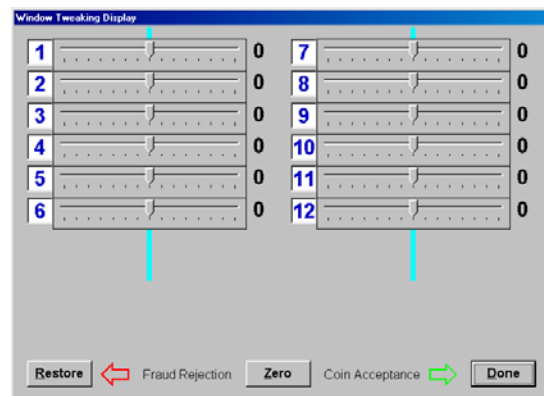 Window Tweaking Display
1 0 7 0
2 0 8 0
3 0 9 0
4 0 10 0
5 0 11 0
6 0 12 0
Restore Fraud Rejection Zero Coin Acceptance Done